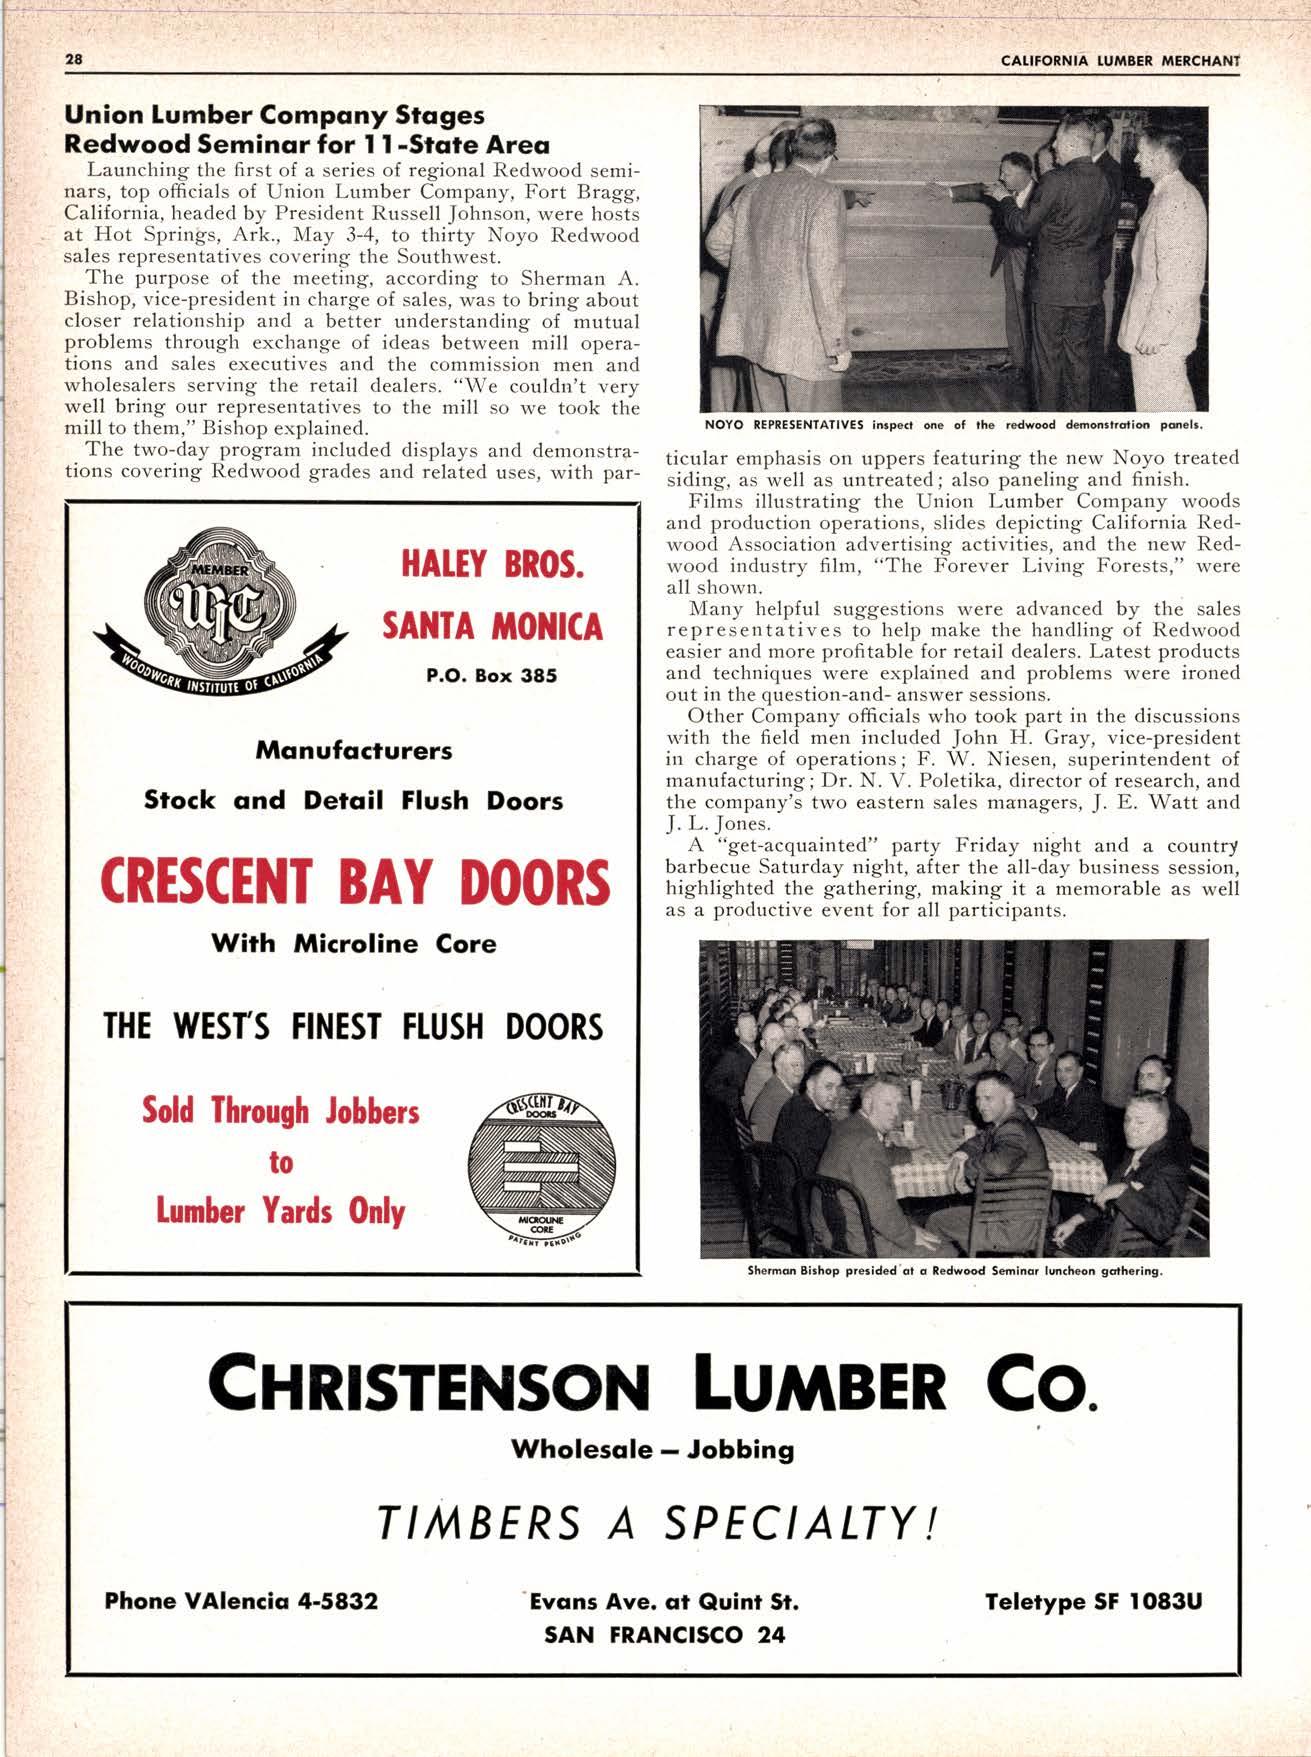 28
CALIFORNIA LUMBER MERCHANT
Union Lumber Company Stages
Redwood Seminar for 11-State Area
Launching the first of a series of regional Redwood semi-
nars, top officials of Union Lumber Company, Fort Bragg,
California, headed by President Russell Johnson, were hosts
at Hot Springs, Ark., May 3-4, to thirty Noyo Redwood
sales representatives covering the Southwest.
The purpose of the meeting, according to Sherman A.
Bishop, vice-president in charge of sales, was to bring about
closer relationship and a better understanding of mutual
problems through exchange of ideas between mill opera-
tions and sales executives and the commission men and
wholesalers serving the retail dealers. “We couldn’t very
well bring our representatives to the mill so we took the
mill to them,” Bishop explained.
The two-day program included displays and demonstra-
tions covering Redwood grades and related uses, with par-
NOYO REPRESENTATIVES inspect one of the redwood demonstration panels.
ticular emphasis on uppers featuring the new Noyo treated
siding, as well as untreated; also paneling and finish.
Films illustrating the Union Lumber Company woods
and production operations, slides depicting California Red-
wood Association advertising activities, and the new Red-
wood industry film, “The Forever Living Forests,” were
all shown.
Many helpful suggestions were advanced by the sales
representatives to help make the handling of Redwood
easier and more profitable for retail dealers. Latest products
and techniques were explained and problems were ironed
out in the question-and- answer sessions.
Other Company officials who took part in the discussions
with the field men included John H. Gray, vice-president
in charge of operations; F. W. Niesen, superintendent of
manufacturing; Dr. N. V. Poletika, director of research, and
the company’s two eastern sales managers, J. E. Watt and
J. L. Jones.
A “get-acquainted” party Friday night and a country
barbecue Saturday night, after the all-day business session,
highlighted the gathering, making it a memorable as well
as a productive event for all participants.
Sherman Bishop presided at a Redwood Seminar luncheon gathering.
MEMBER
WIC
WOODWORK INSTITUTE OF CALIFORNIA
HALEY BROS.
SANTA MONICA
P.O. Box 385
Manufacturers
Stock and Detail Flush Doors
CRESCENT BAY DOORS
With Microline Core
THE WEST'S FINEST FLUSH DOORS
Sold Through Jobbers
to
Lumber Yards Only
CRESCENT BAY
DOORS
MICROLINE
CORE
PATENT PENDING
CHRISTENSON LUMBER CO.
Wholesale — Jobbing
TIMBERS A SPECIALTY!
Phone VAlencia 4-5832
Evans Ave. at Quint St.
Teletype SF 1083U
SAN FRANCISCO 24